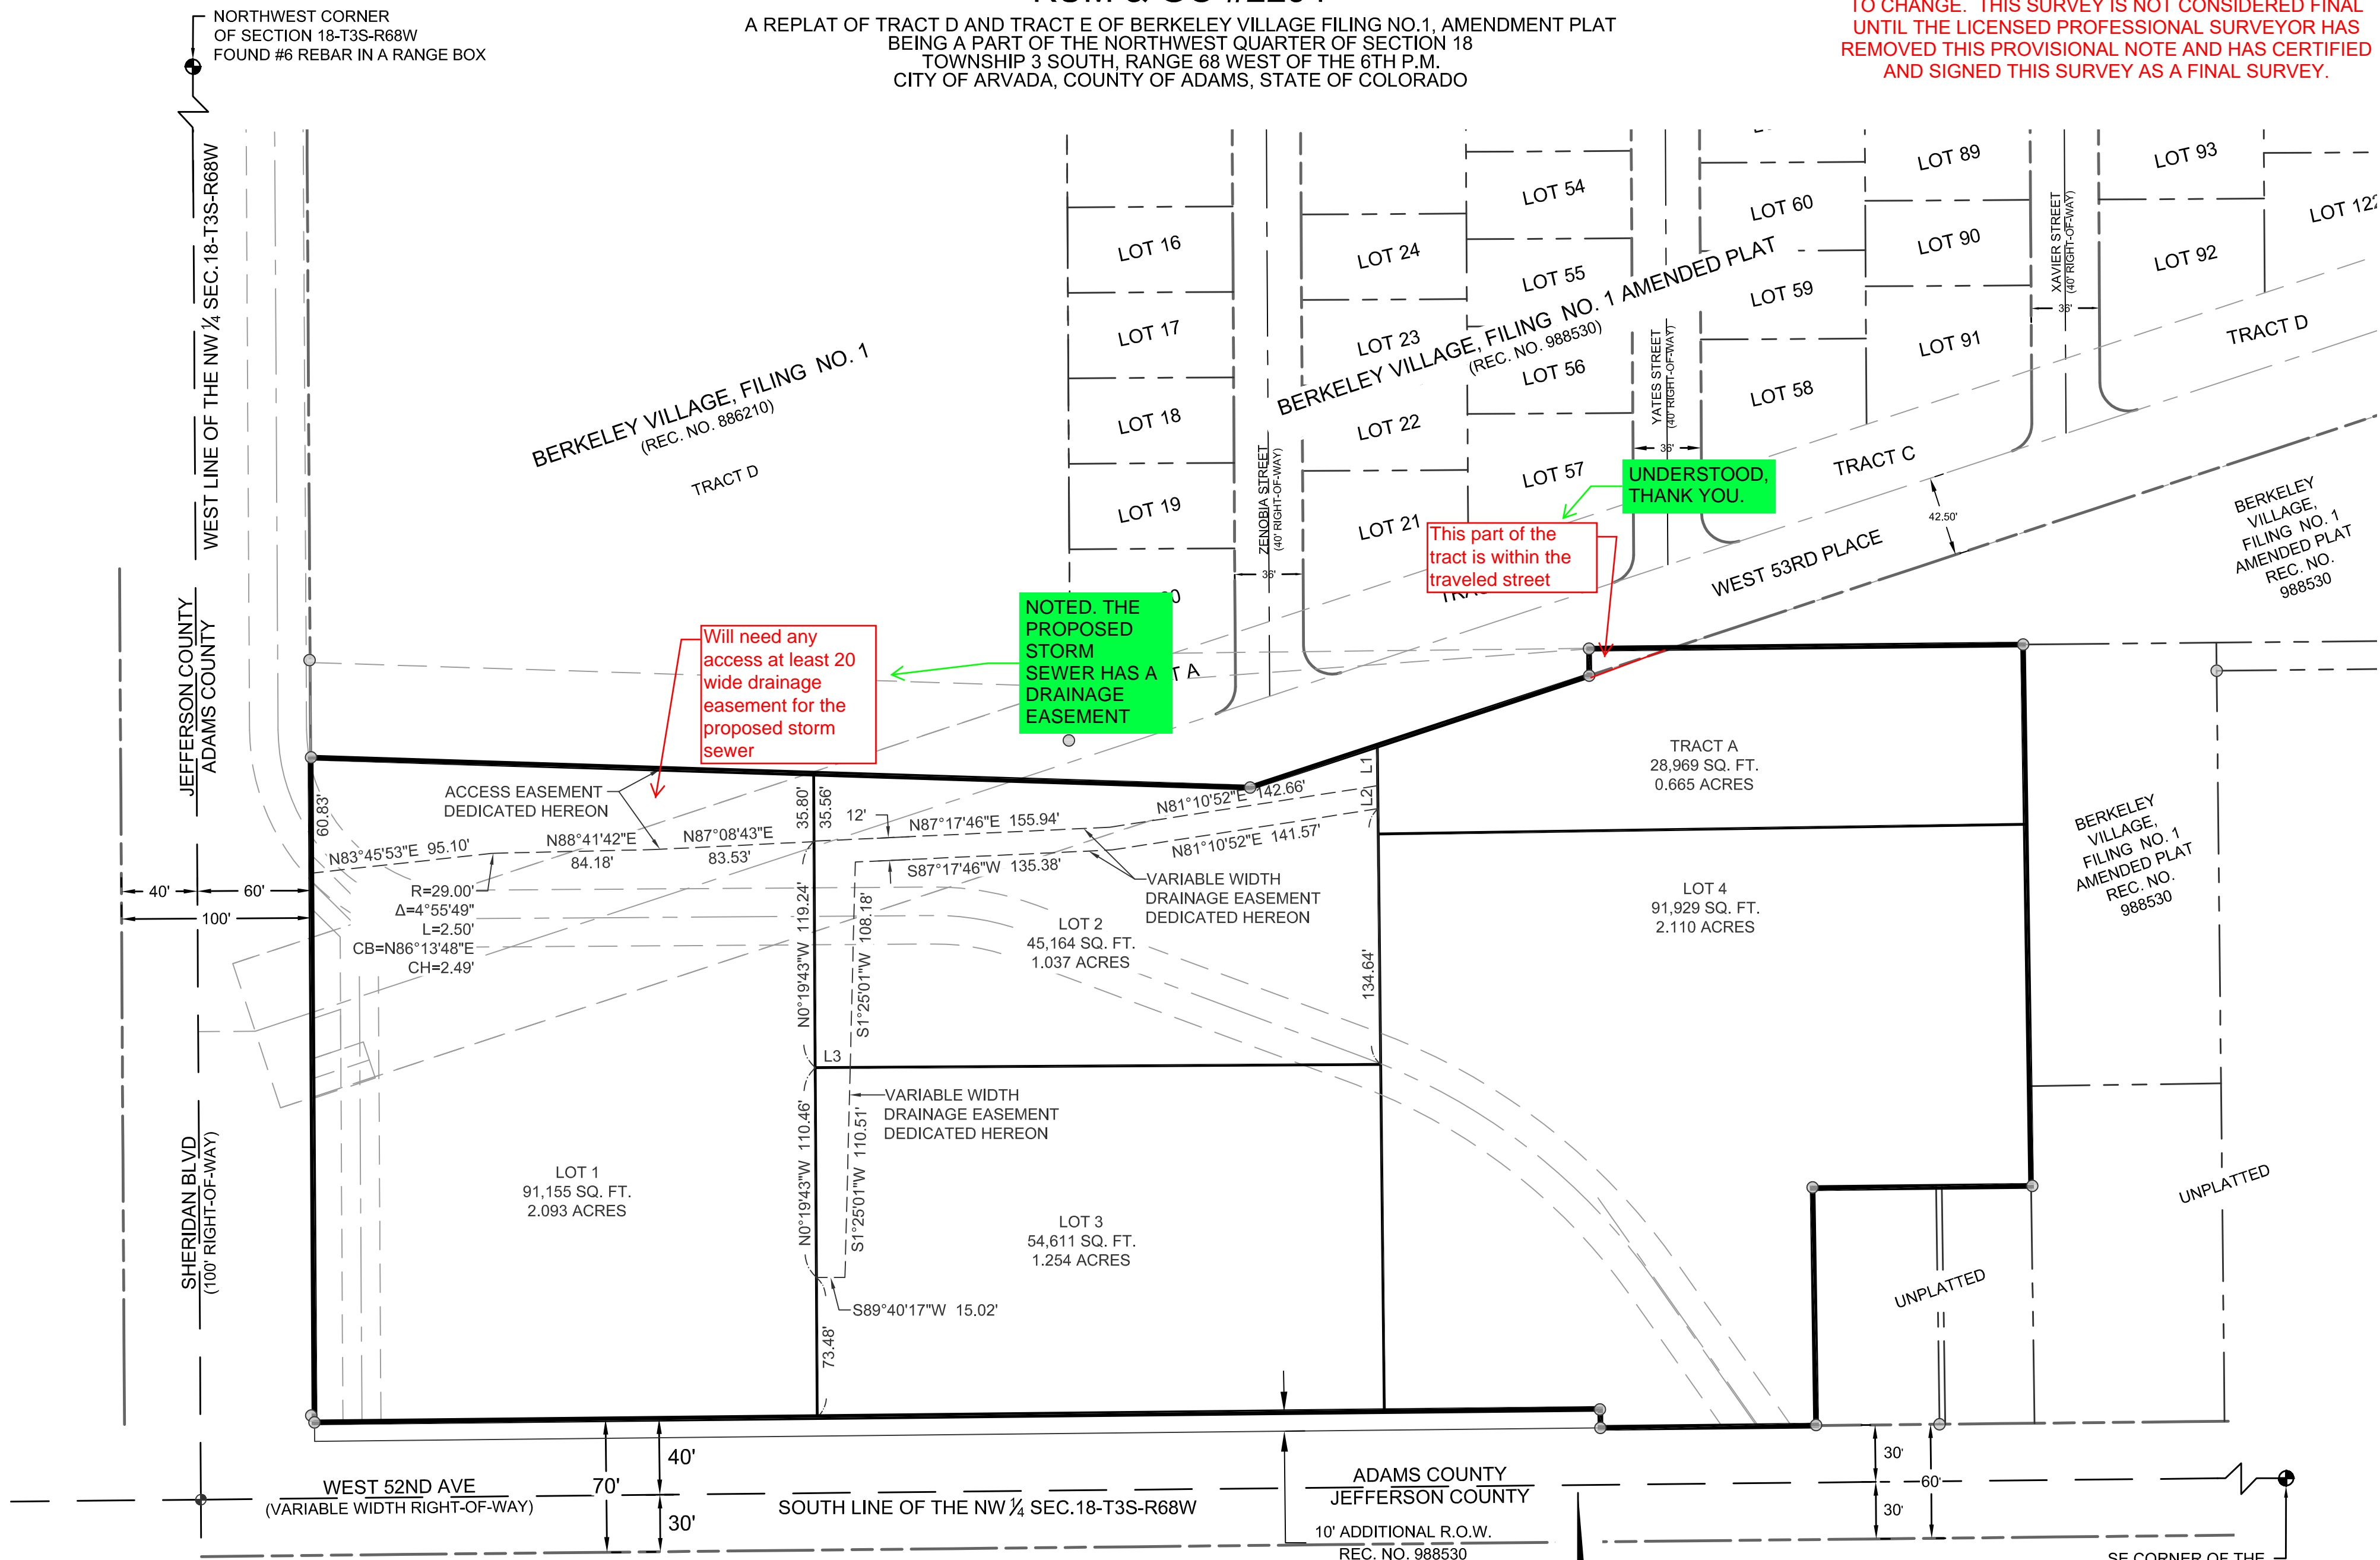 NORTHWEST CORNER
OF SECTION 18-T3S-R68W
FOUND #6 REBAR IN A RANGE BOX
A REPLAT OF TRACT D AND TRACT E OF BERKELEY VILLAGE FILING NO.1, AMENDMENT PLAT
BEING A PART OF THE NORTHWEST QUARTER OF SECTION 18
TOWNSHIP 3 SOUTH, RANGE 68 WEST OF THE 6TH P.M.
CITY OF ARVADA, COUNTY OF ADAMS, STATE OF COLORADO
TO CHANGE. THIS SURVEY IS NOT CONSIDERED FINAL
UNTIL THE LICENSED PROFESSIONAL SURVEYOR HAS
REMOVED THIS PROVISIONAL NOTE AND HAS CERTIFIED
AND SIGNED THIS SURVEY AS A FINAL SURVEY.
WEST LINE OF THE NW 1/4 SEC.18-T3S-R68W
JEFFERSON COUNTY
ADAMS COUNTY
BERKELEY VILLAGE, FILING NO. 1
(REC. NO. 886210)
TRACT D
LOT 16
LOT 17
LOT 18
LOT 19
ZENOBIA STREET
(40' RIGHT-OF-WAY)
36'
LOT 24
LOT 23
LOT 22
LOT 21
BERKELEY VILLAGE, FILING NO. 1 AMENDED PLAT
(REC. NO. 988530)
LOT 54
LOT 55
LOT 56
LOT 57
YATES STREET
(40' RIGHT-OF-WAY)
36'
LOT 60
LOT 59
LOT 58
LOT 89
LOT 90
LOT 91
XAVIER STREET
(40' RIGHT-OF-WAY)
36'
LOT 93
LOT 92
LOT 122
TRACT D
TRACT C
WEST 53RD PLACE
42.50'
BERKELEY
VILLAGE,
FILING NO. 1
AMENDED PLAT
REC. NO.
988530
UNDERSTOOD,
THANK YOU.
This part of the
tract is within the
traveled street
NOTED. THE
PROPOSED
STORM
SEWER HAS A
DRAINAGE
EASEMENT
T A
Will need any
access at least 20
wide drainage
easement for the
proposed storm
sewer
ACCESS EASEMENT
DEDICATED HEREON
60.83'
N83°45'53"E 95.10'
N88°41'42"E
84.18'
N87°08'43"E
83.53'
35.80'
35.56'
12'
N87°17'46"E 155.94'
N81°10'52"E 142.66'
L1
L2
S87°17'46"W 135.38'
N81°10'52"E 141.57'
R=29.00'
Δ=4°55'49"
L=2.50'
CB=N86°13'48"E
CH=2.49'
40'
60'
100'
N0°19'43"W 119.24'
S1°25'01"W 108.18'
VARIABLE WIDTH
DRAINAGE EASEMENT
DEDICATED HEREON
LOT 2
45,164 SQ. FT.
1.037 ACRES
134.64'
TRACT A
28,969 SQ. FT.
0.665 ACRES
LOT 4
91,929 SQ. FT.
2.110 ACRES
BERKELEY
VILLAGE,
FILING NO. 1
AMENDED PLAT
REC. NO.
988530
L3
VARIABLE WIDTH
DRAINAGE EASEMENT
DEDICATED HEREON
N0°19'43"W 110.46'
S1°25'01"W 110.51'
LOT 1
91,155 SQ. FT.
2.093 ACRES
LOT 3
54,611 SQ. FT.
1.254 ACRES
S89°40'17"W 15.02'
73.48'
SHERIDAN BLVD
(100' RIGHT-OF-WAY)
UNPLATTED
UNPLATTED
WEST 52ND AVE
(VARIABLE WIDTH RIGHT-OF-WAY)
70'
40'
30'
SOUTH LINE OF THE NW 1/4 SEC.18-T3S-R68W
ADAMS COUNTY
JEFFERSON COUNTY
10' ADDITIONAL R.O.W.
REC. NO. 988530
30'
60'
30'
SE CORNER OF THE